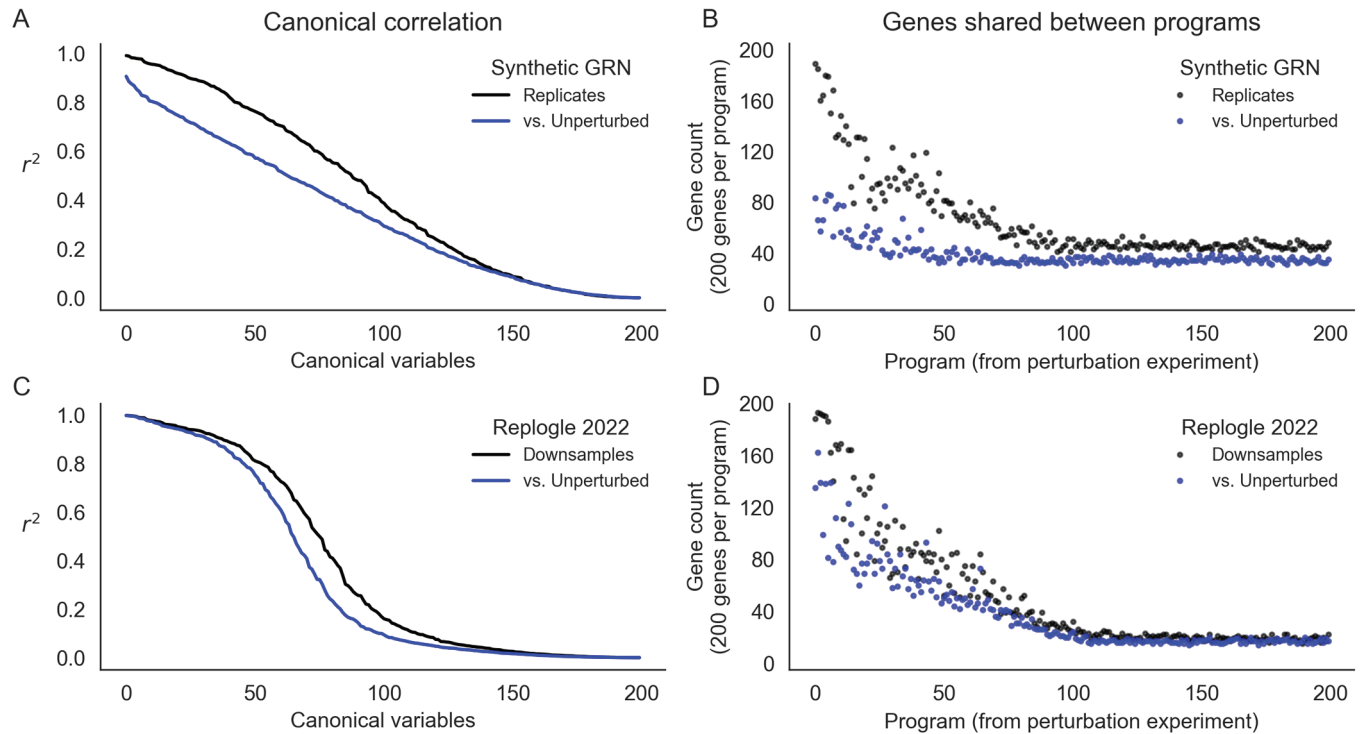 A
Canonical correlation
1.0
0.8
0.6
0.4
0.2
0.0
r²
Synthetic GRN
Replicates
vs. Unperturbed
0 50 100 150 200
Canonical variables
B
Genes shared between programs
200
160
120
80
40
0
Gene count
(200 genes per program)
Synthetic GRN
Replicates
vs. Unperturbed
0 50 100 150 200
Program (from perturbation experiment)
C
1.0
0.8
0.6
0.4
0.2
0.0
r²
Replogle 2022
Downsamples
vs. Unperturbed
0 50 100 150 200
Canonical variables
D
200
160
120
80
40
0
Gene count
(200 genes per program)
Replogle 2022
Downsamples
vs. Unperturbed
0 50 100 150 200
Program (from perturbation experiment)